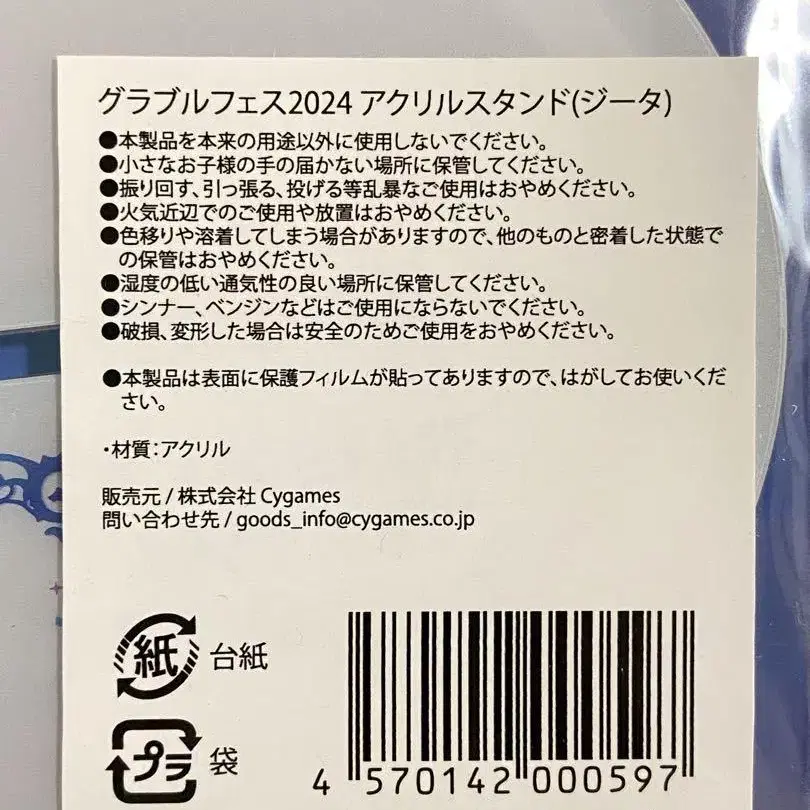 グラブルフェス2024 アクリルスタンド(ジータ)
●本製品を本来の用途以外に使用しないでください。
●小さなお子様の手の届かない場所に保管してください。
●振り回す、引っ張る、投げる等乱暴なご使用はおやめください。
●火気近辺でのご使用や放置はおやめください。
●色移りや溶着してしまう場合がありますので、他のものと密着した状態で
の保管はおやめください。
●湿度の低い通気性の良い場所に保管してください。
●シンナー、ベンジンなどはご使用にならないでください。
●破損、変形した場合は安全のためご使用をおやめください。
●本製品は表面に保護フィルムが貼ってありますので、はがしてお使いくだ
さい。
・材質：アクリル
販売元 / 株式会社 Cygames
問い合わせ先 / goods_info@cygames.co.jp
紙 台紙
プラ 袋
4 570142 000597